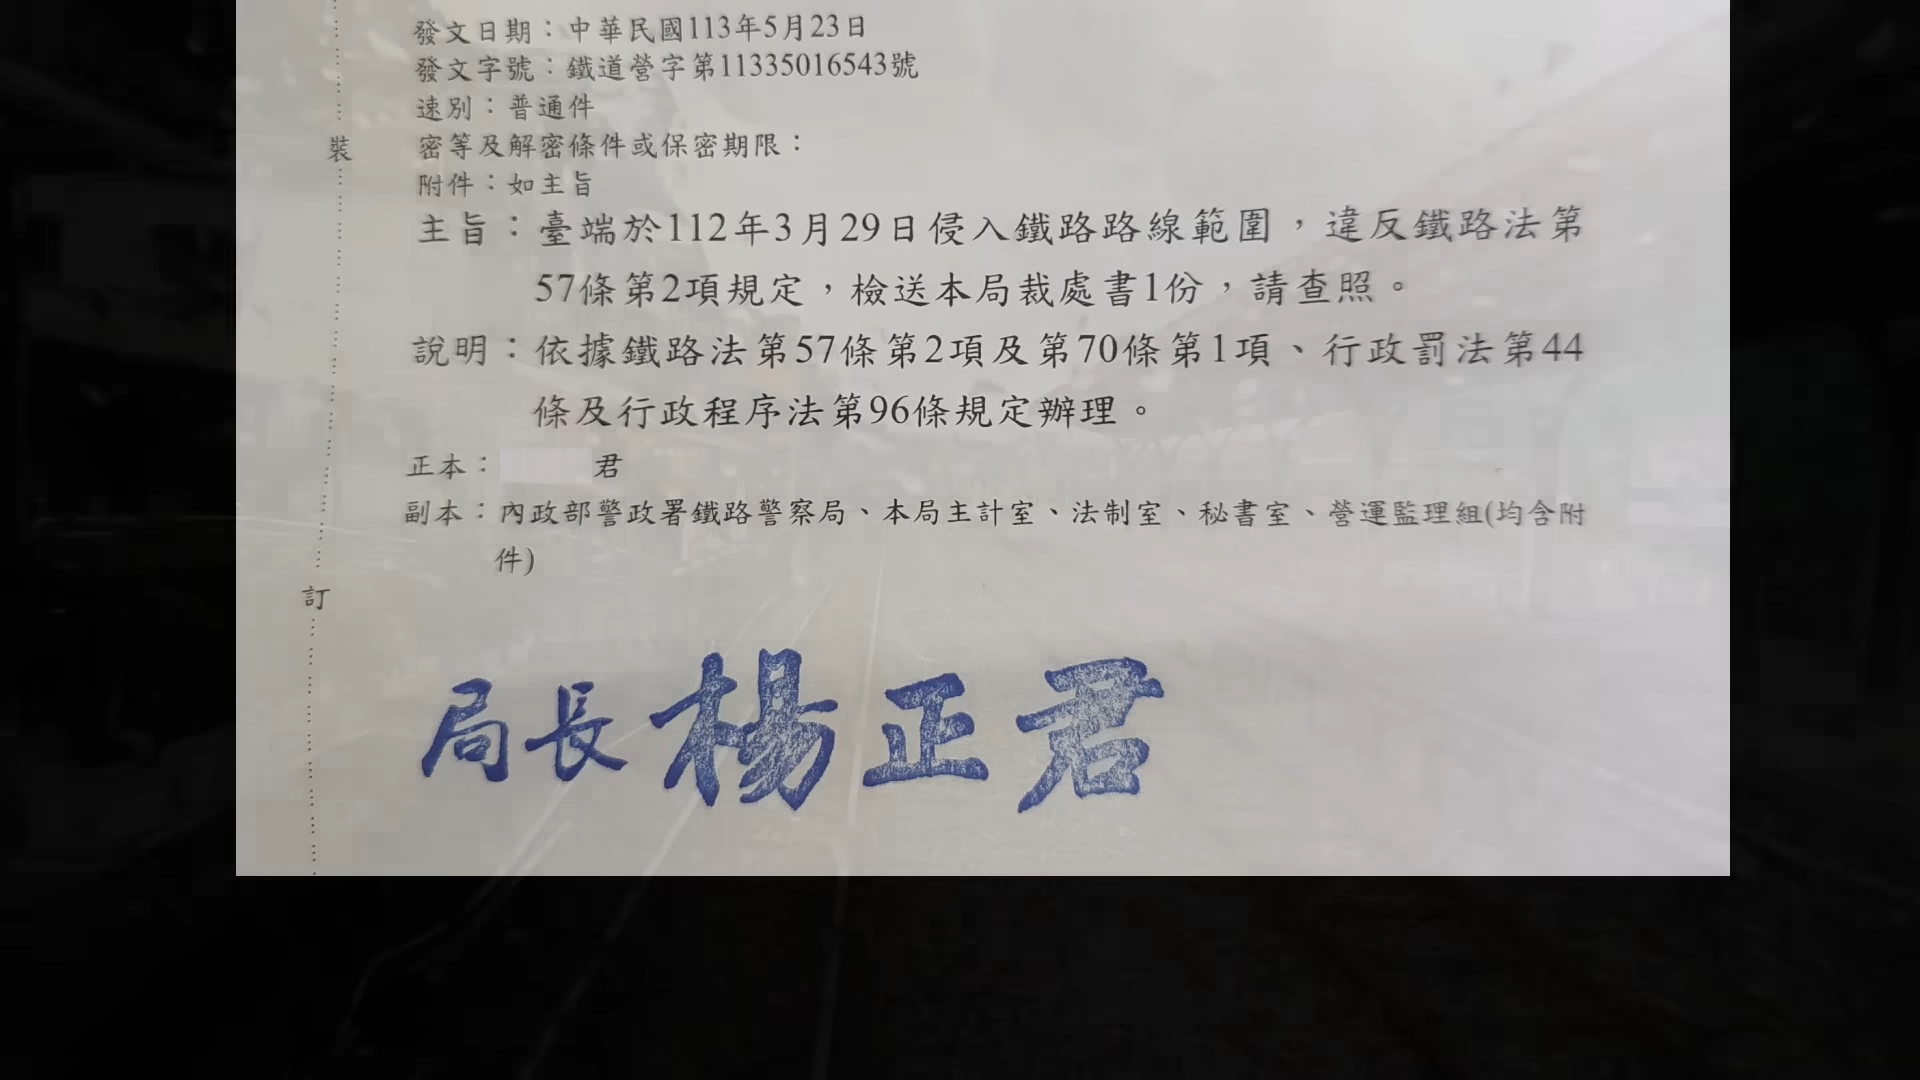 發文日期：中華民國113年5月23日
發文字號：鐵道營字第11335016543號
速別：普通件
密等及解密條件或保密期限：
附件：如主旨
主旨：臺端於112年3月29日侵入鐵路路線範圍，違反鐵路法第
57條第2項規定，檢送本局裁處書1份，請查照。
說明：依據鐵路法第57條第2項及第70條第1項、行政罰法第44
條及行政程序法第96條規定辦理。
正本： 君
副本：內政部警政署鐵路警察局、本局主計室、法制室、秘書室、營運監理組(均含附
件)
裝
訂
局長楊正君